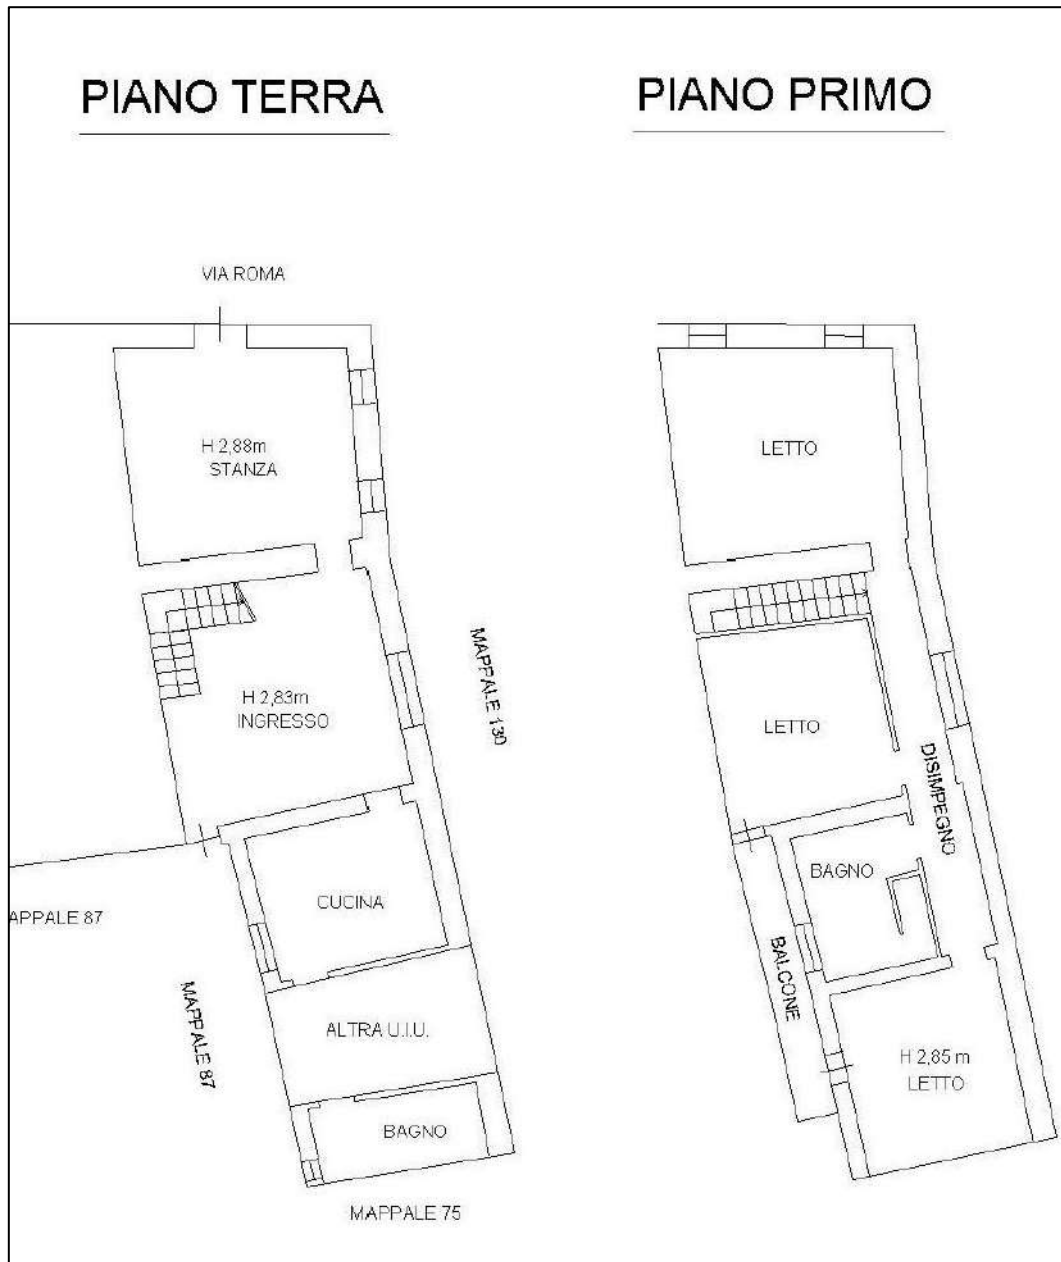 PIANO TERRA
PIANO PRIMO
VIA ROMA
H 2,88m
STANZA
LETTO
H 2,83m
INGRESSO
MAPPALE 130
LETTO
DISIMPEGNO
CUCINA
BAGNO
APPALE 87
BALCONE
MAPPALE 87
ALTRA U.I.U.
H 2,85 m
LETTO
BAGNO
MAPPALE 75